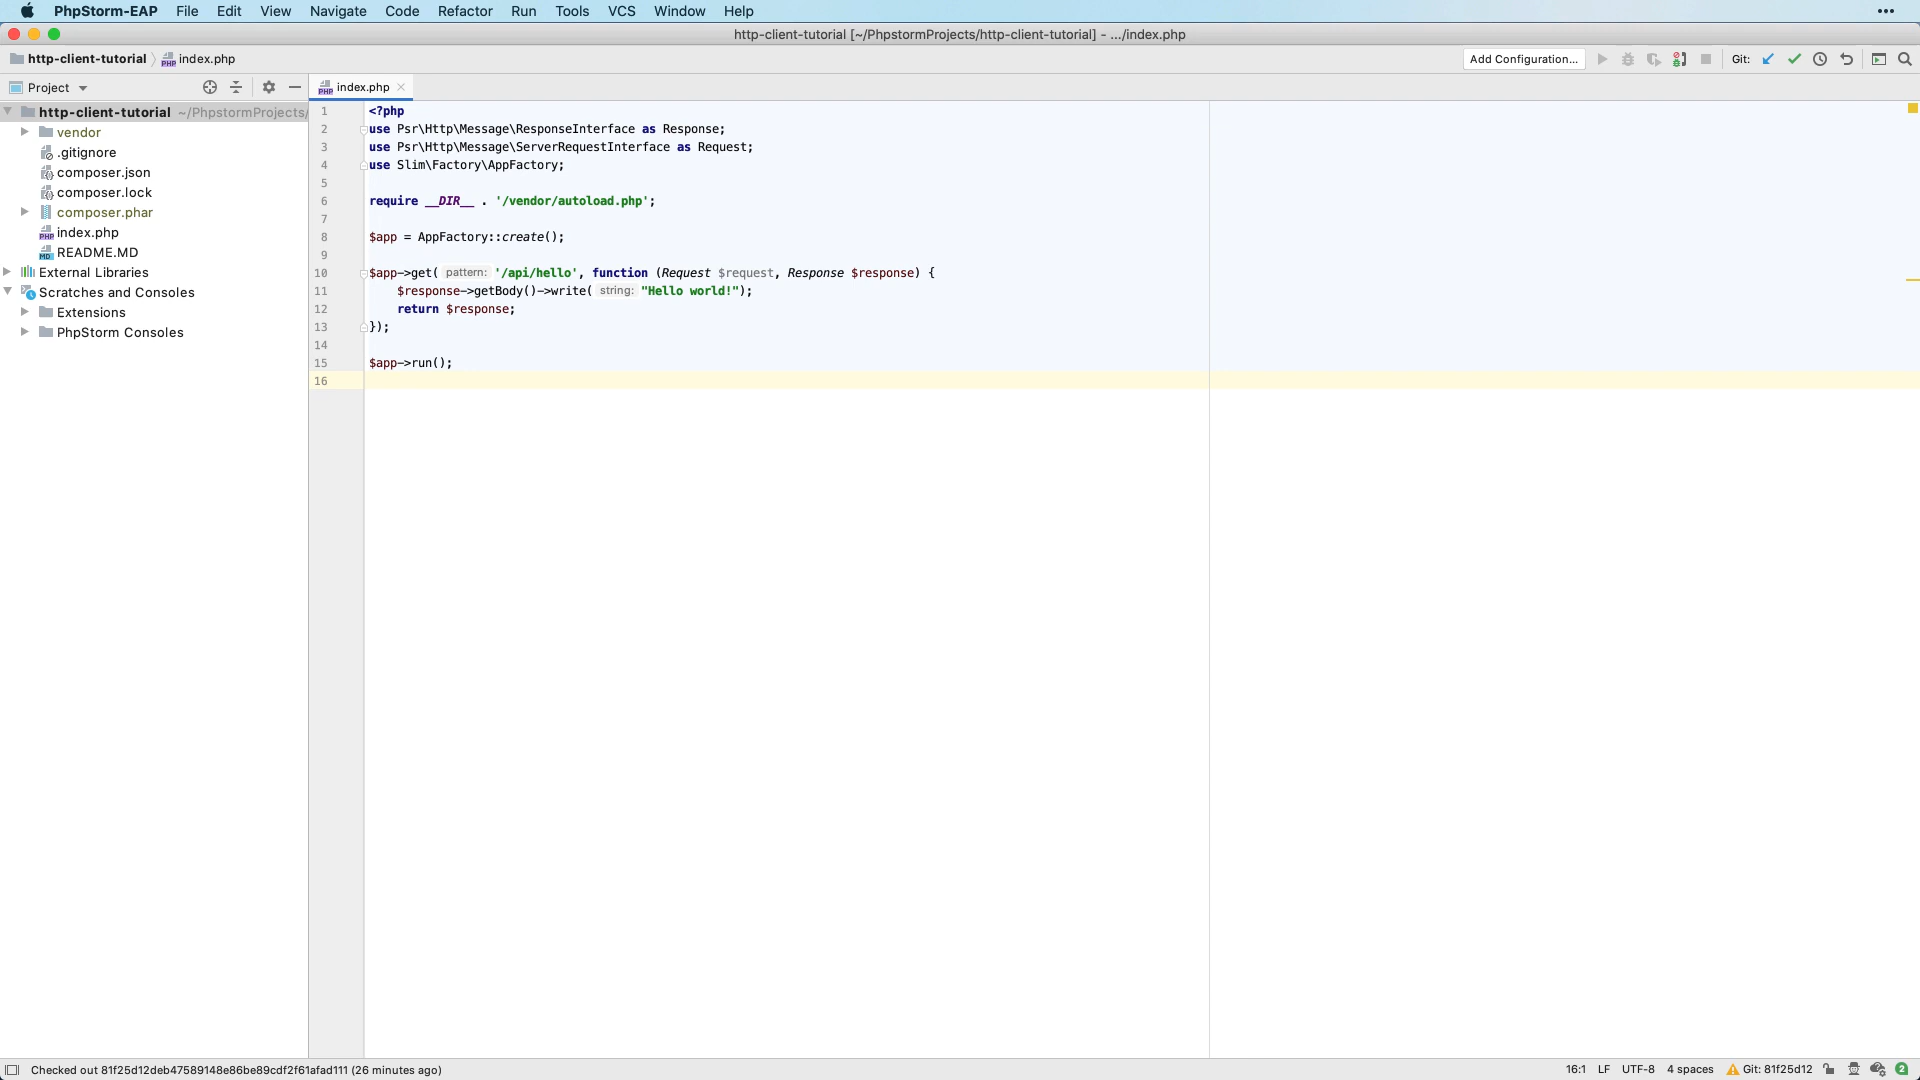 PhpStorm-EAP File Edit View Navigate Code Refactor Run Tools VCS Window Help
http-client-tutorial [~/PhpstormProjects/http-client-tutorial] - .../index.php
http-client-tutorial index.php Add Configuration... Git:
Project index.php
http-client-tutorial ~/PhpstormProjects/
vendor
.gitignore
composer.json
composer.lock
composer.phar
index.php
README.MD
External Libraries
Scratches and Consoles
Extensions
PhpStorm Consoles
1 <?php
2 use Psr\Http\Message\ResponseInterface as Response;
3 use Psr\Http\Message\ServerRequestInterface as Request;
4 use Slim\Factory\AppFactory;
5
6 require __DIR__ . '/vendor/autoload.php';
7
8 $app = AppFactory::create();
9
10 $app->get( pattern: '/api/hello', function (Request $request, Response $response) {
11 $response->getBody()->write( string: "Hello world!");
12 return $response;
13 });
14
15 $app->run();
16
Checked out 81f25d12deb47589148e86be89cdf2f61afad111 (26 minutes ago) 16:1 LF UTF-8 4 spaces Git: 81f25d12 2